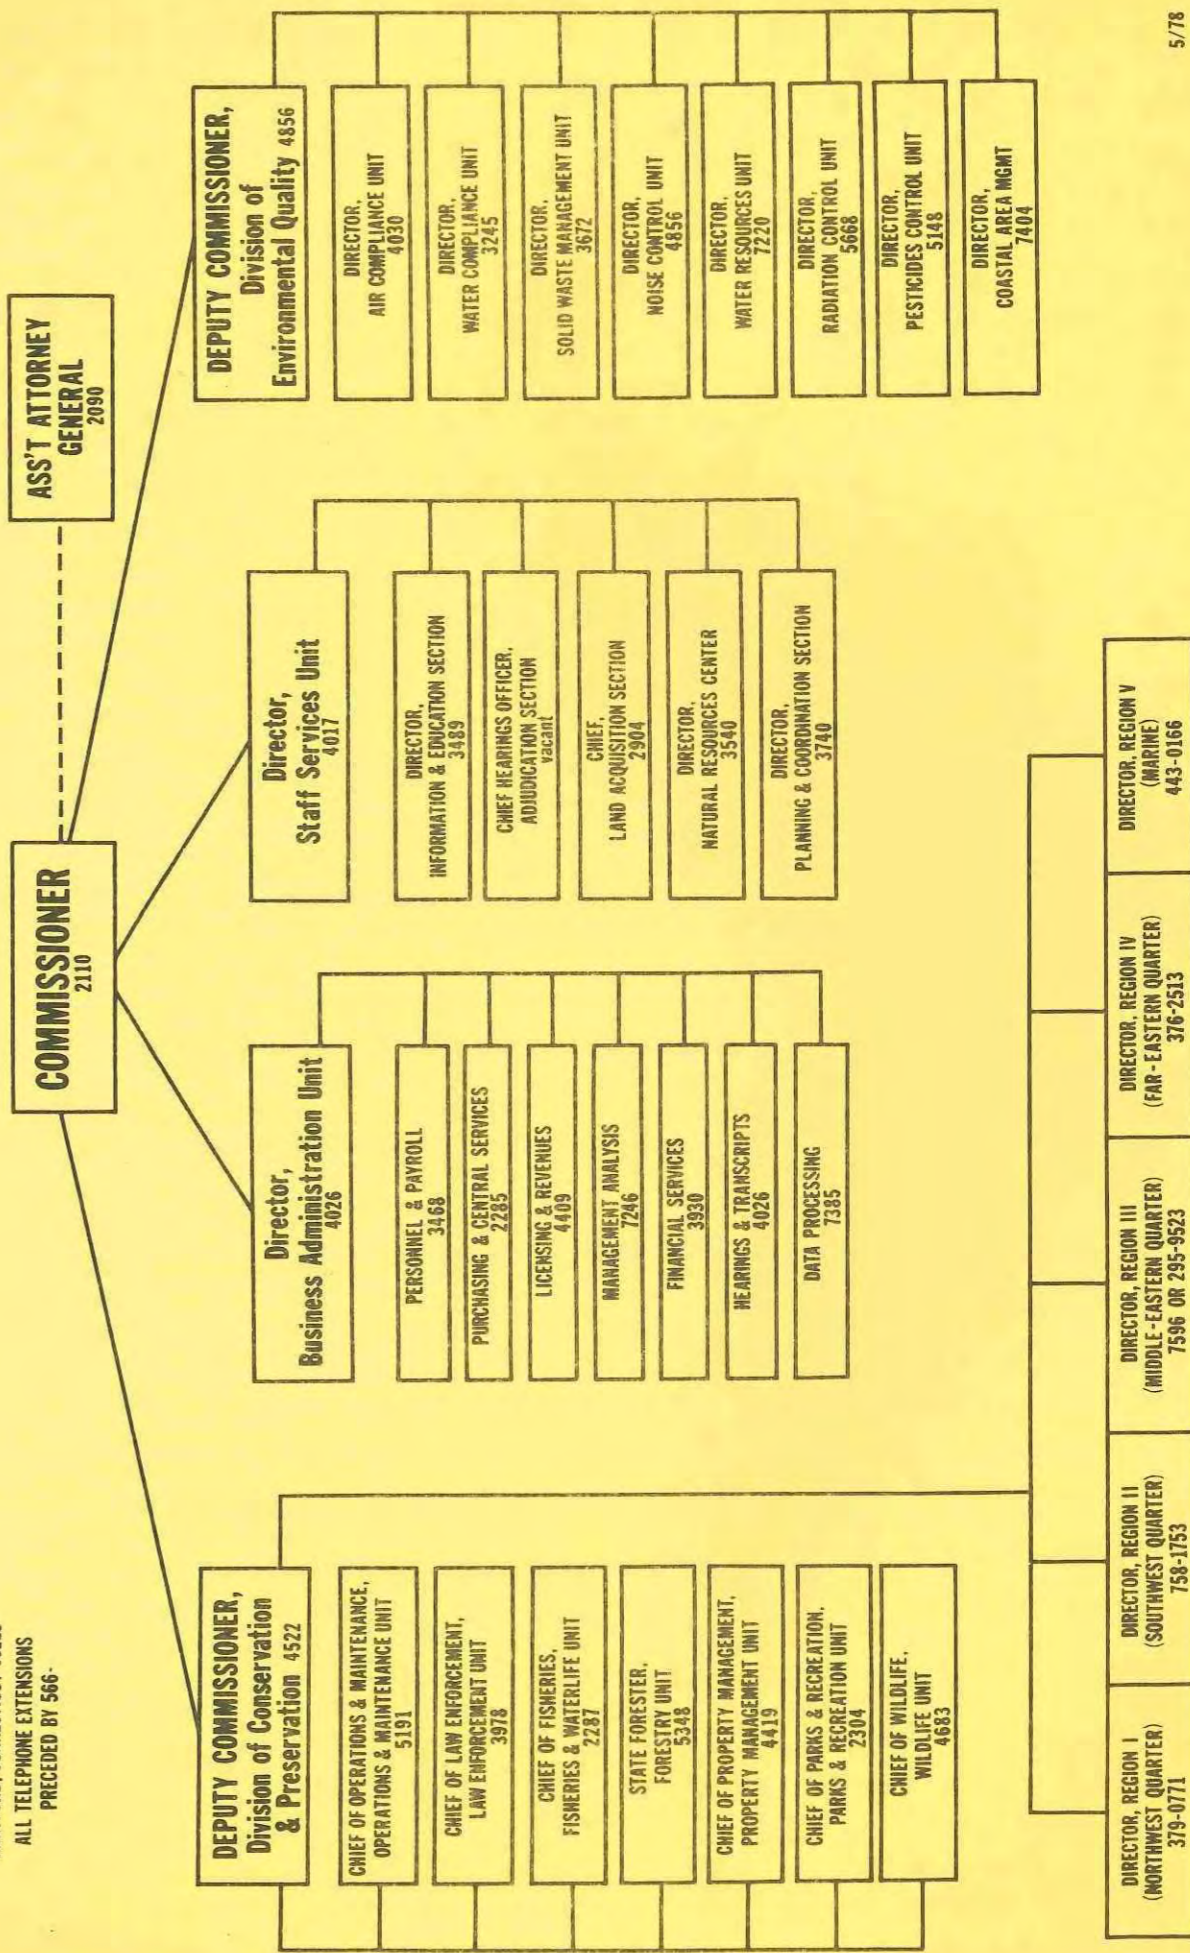 ALL TELEPHONE EXTENSIONS
PRECEDED BY 566-
COMMISSIONER
2110
ASS'T ATTORNEY
GENERAL
2090
DEPUTY COMMISSIONER,
Division of Conservation
& Preservation 4522
CHIEF OF OPERATIONS & MAINTENANCE,
OPERATIONS & MAINTENANCE UNIT
5191
CHIEF OF LAW ENFORCEMENT,
LAW ENFORCEMENT UNIT
3978
CHIEF OF FISHERIES,
FISHERIES & WATERLIFE UNIT
2287
STATE FORESTER,
FORESTRY UNIT
5348
CHIEF OF PROPERTY MANAGEMENT,
PROPERTY MANAGEMENT UNIT
4419
CHIEF OF PARKS & RECREATION,
PARKS & RECREATION UNIT
2304
CHIEF OF WILDLIFE,
WILDLIFE UNIT
4683
Director,
Business Administration Unit
4026
PERSONNEL & PAYROLL
3468
PURCHASING & CENTRAL SERVICES
2285
LICENSING & REVENUES
4409
MANAGEMENT ANALYSIS
7246
FINANCIAL SERVICES
3930
HEARINGS & TRANSCRIPTS
4026
DATA PROCESSING
7385
Director,
Staff Services Unit
4017
DIRECTOR,
INFORMATION & EDUCATION SECTION
3489
CHIEF HEARINGS OFFICER,
ADJUDICATION SECTION
vacant
CHIEF,
LAND ACQUISITION SECTION
2904
DIRECTOR,
NATURAL RESOURCES CENTER
3540
DIRECTOR,
PLANNING & COORDINATION SECTION
3740
DEPUTY COMMISSIONER,
Division of
Environmental Quality 4856
DIRECTOR,
AIR COMPLIANCE UNIT
4030
DIRECTOR,
WATER COMPLIANCE UNIT
3245
DIRECTOR,
SOLID WASTE MANAGEMENT UNIT
3672
DIRECTOR,
NOISE CONTROL UNIT
4856
DIRECTOR,
WATER RESOURCES UNIT
7220
DIRECTOR,
RADIATION CONTROL UNIT
5668
DIRECTOR,
PESTICIDES CONTROL UNIT
5148
DIRECTOR,
COASTAL AREA MGMT
7404
DIRECTOR, REGION I
(NORTHWEST QUARTER)
379-0771
DIRECTOR, REGION II
(SOUTHWEST QUARTER)
758-1753
DIRECTOR, REGION III
(MIDDLE-EASTERN QUARTER)
7596 OR 295-9523
DIRECTOR, REGION IV
(FAR-EASTERN QUARTER)
376-2513
DIRECTOR, REGION V
(MARINE)
443-0166
5/78